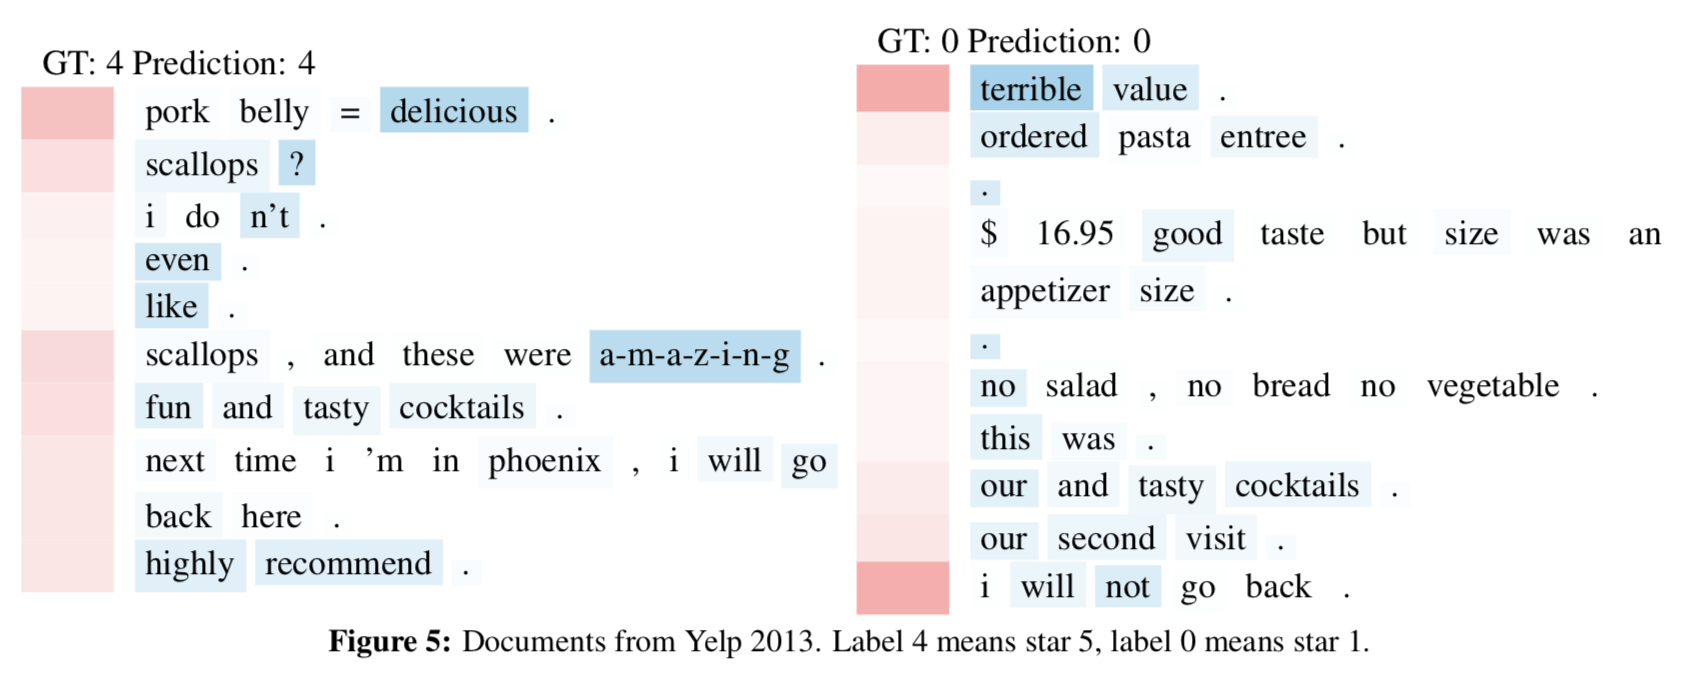 GT: 4 Prediction: 4
pork belly = delicious .
scallops ?
i do n't .
even .
like .
scallops , and these were a-m-a-z-i-n-g .
fun and tasty cocktails .
next time i 'm in phoenix , i will go
back here .
highly recommend .
GT: 0 Prediction: 0
terrible value .
ordered pasta entree .
.
$ 16.95 good taste but size was an
appetizer size .
.
no salad , no bread no vegetable .
this was .
our and tasty cocktails .
our second visit .
i will not go back .
Figure 5: Documents from Yelp 2013. Label 4 means star 5, label 0 means star 1.